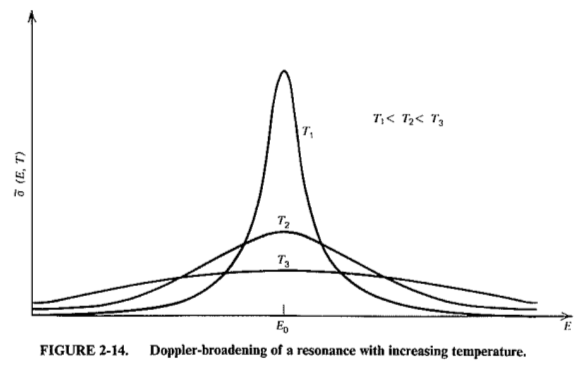 T₁ < T₂ < T₃
T₁
σ̄ (E, T)
T₂
T₃
E₀
E
FIGURE 2-14. Doppler-broadening of a resonance with increasing temperature.